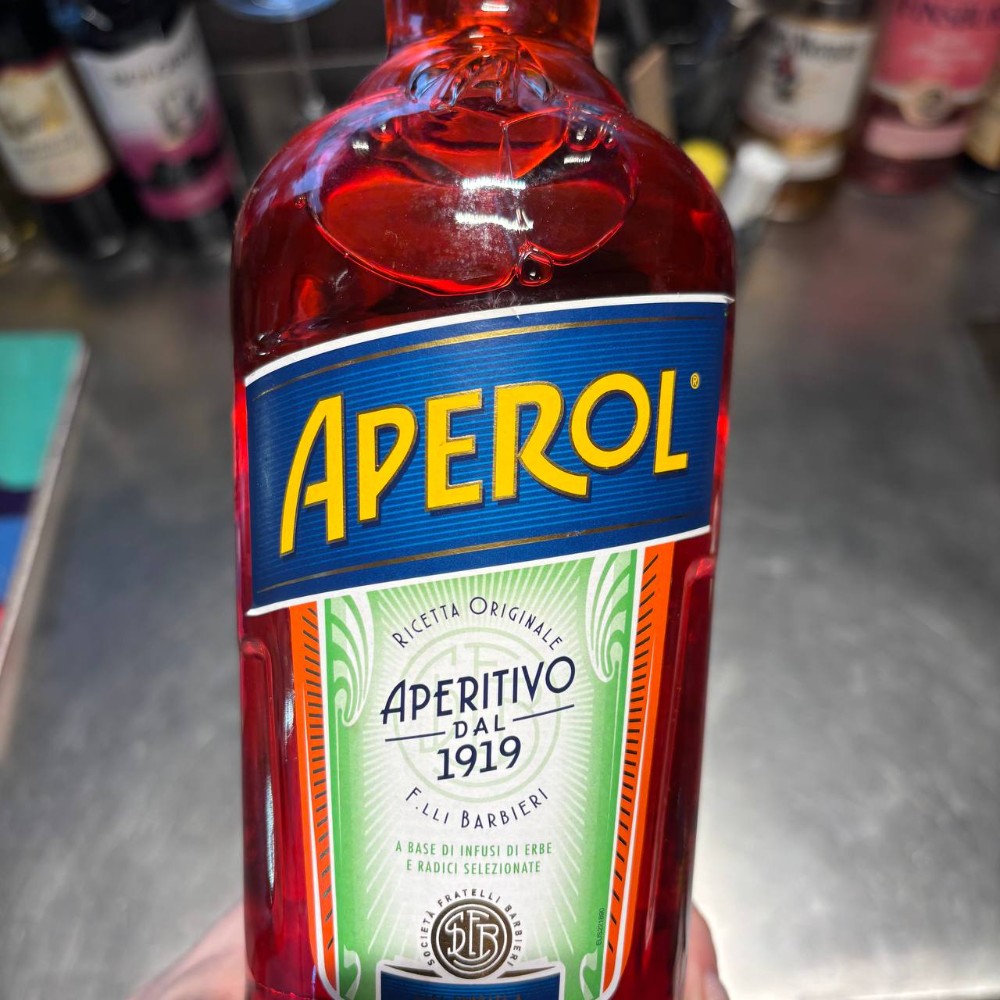 APEROL®
RICETTA ORIGINALE
APERITIVO
DAL
1919
F.LLI BARBIERI
A BASE DI INFUSI DI ERBE
E RADICI SELEZIONATE
SOCIETÀ FRATELLI BARBIERI
SFB